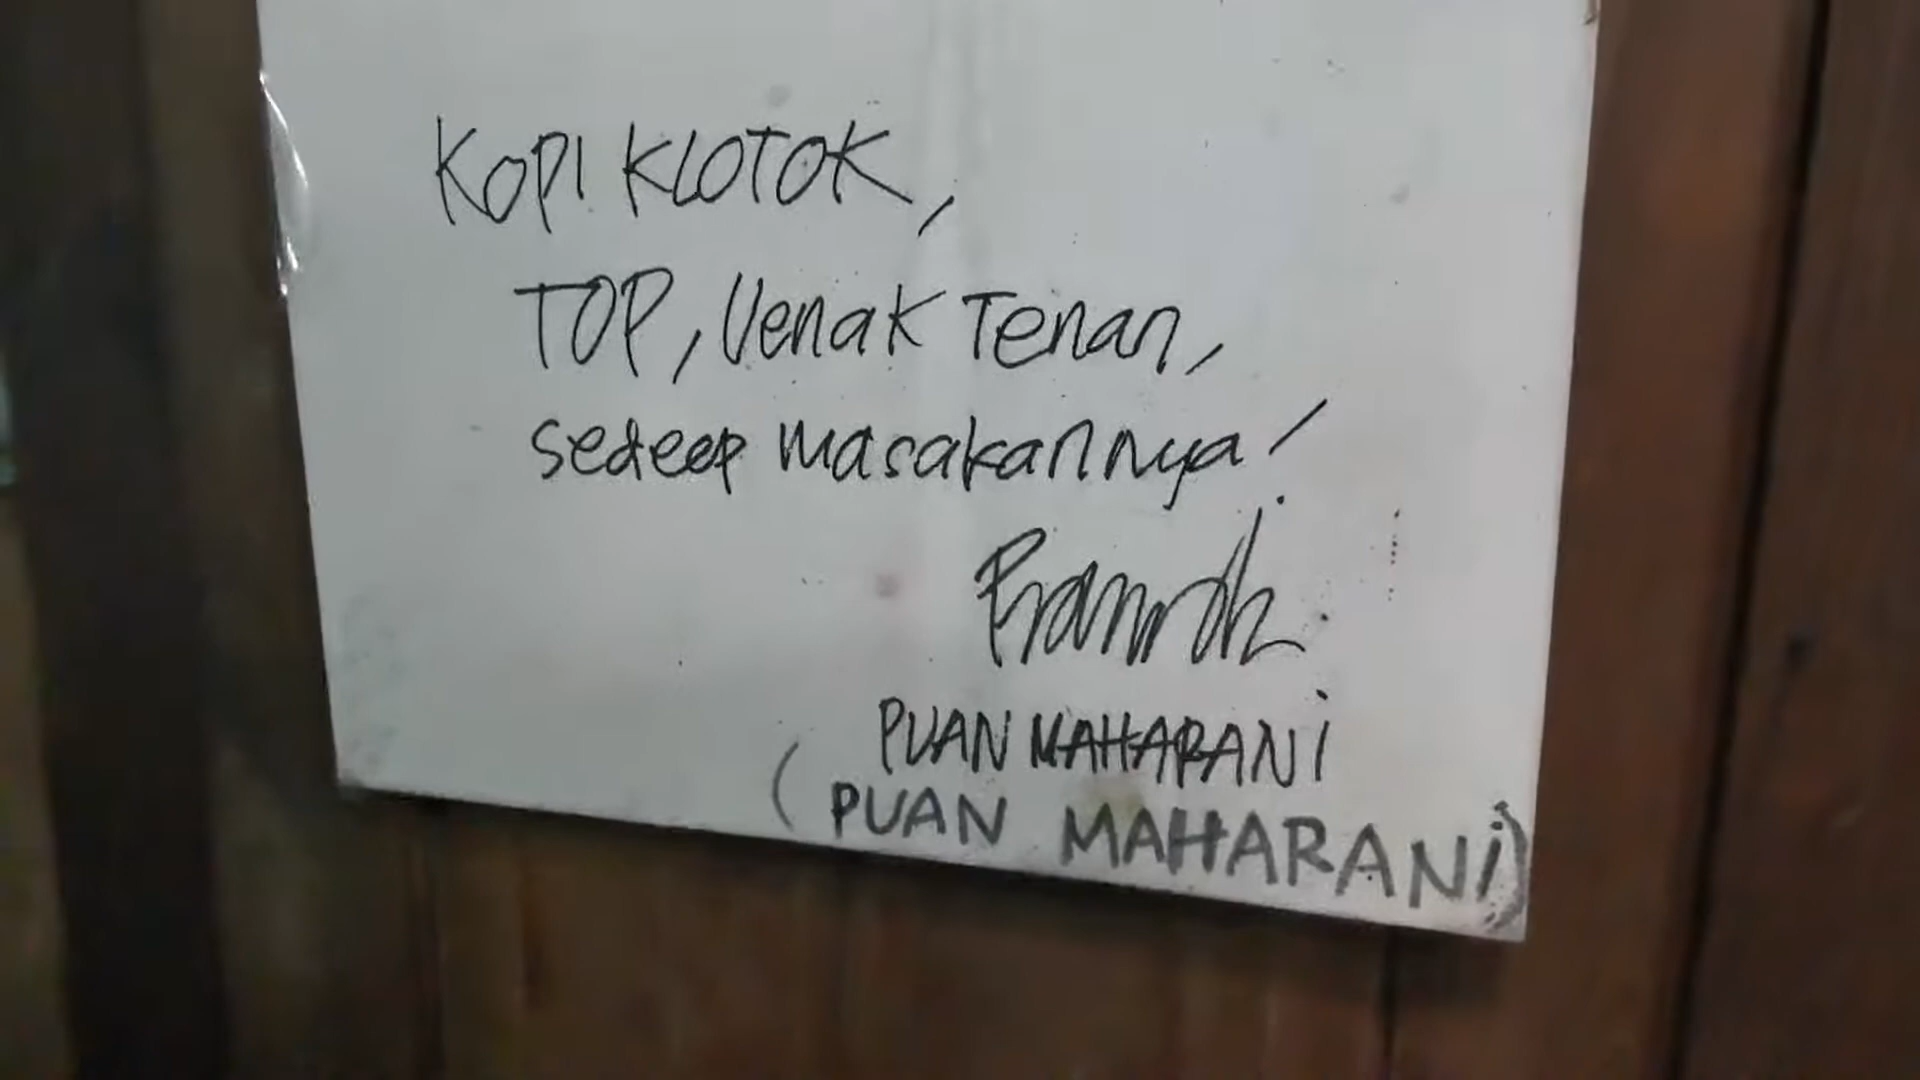 KOPI KLOTOK,
TOP, Uenak Tenan,
sedeep masakannya!
PUAN MAHARANI
(PUAN MAHARANI)